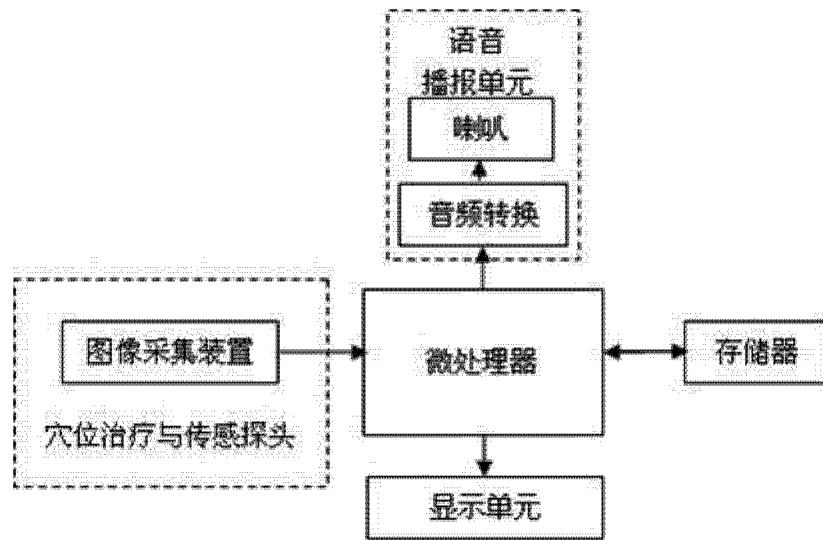 语音
播报单元
喇叭
音频转换
图像采集装置
微处理器
存储器
穴位治疗与传感探头
显示单元